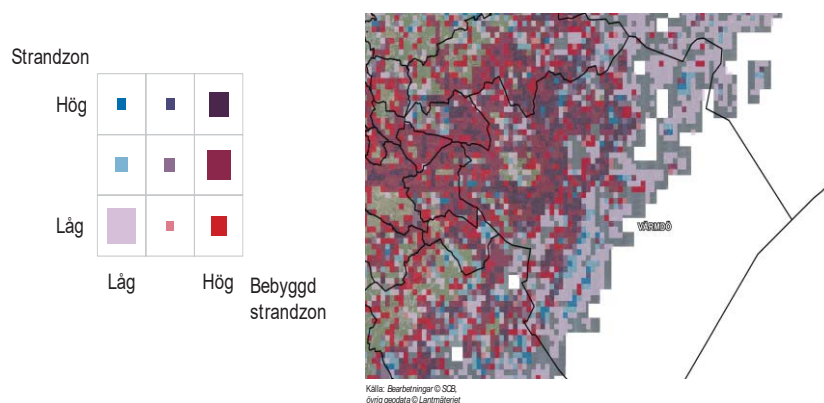 Strandzon
Hög
Låg
Låg
Hög
Bebyggd
strandzon
VÄRMDÖ
Källa: Bearbetningar © SCB,
övrig geodata © Lantmäteriet